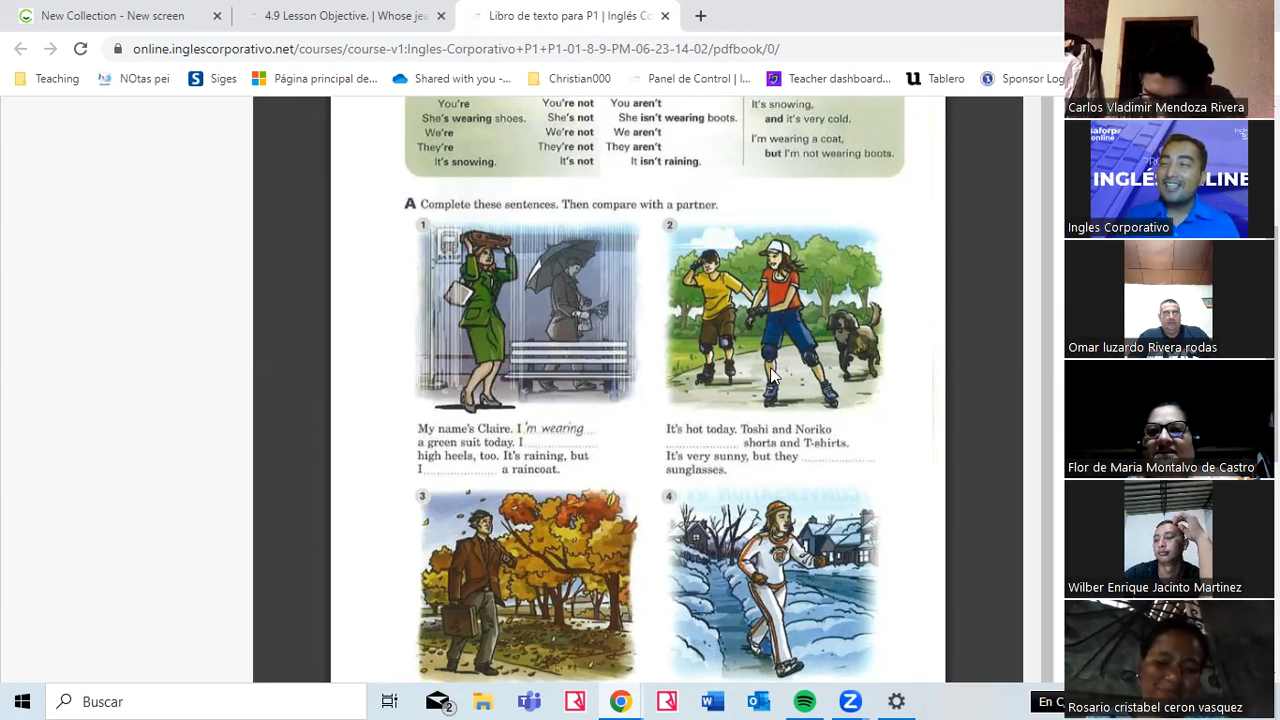 New Collection - New screen
4.9 Lesson Objective. | Whose jea
Libro de texto para P1 | Inglés Co
online.inglescorporativo.net/courses/course-v1:Ingles-Corporativo+P1+P1-01-8-9-PM-06-23-14-02/pdfbook/0/
Teaching
NOtas pei
Siges
Página principal de...
Shared with you -...
Christian000
Panel de Control | I...
Teacher dashboard...
Tablero
Sponsor Log
You're You're not You aren't It's snowing,
She's wearing shoes. She's not She isn't wearing boots. and it's very cold.
We're We're not We aren't
They're They're not They aren't I'm wearing a coat,
It's snowing. It's not It isn't raining. but I'm not wearing boots.
A Complete these sentences. Then compare with a partner.
1
2
My name's Claire. I 'm wearing
a green suit today. I
high heels, too. It's raining, but
I a raincoat.
It's hot today. Toshi and Noriko
shorts and T-shirts.
It's very sunny, but they
sunglasses.
3
4
Buscar
2
Carlos Vladimir Mendoza Rivera
INGLÉS
LINE
Ingles Corporativo
Omar luzardo Rivera rodas
Flor de Maria Montalvo de Castro
Wilber Enrique Jacinto Martinez
Rosario cristabel ceron vasquez